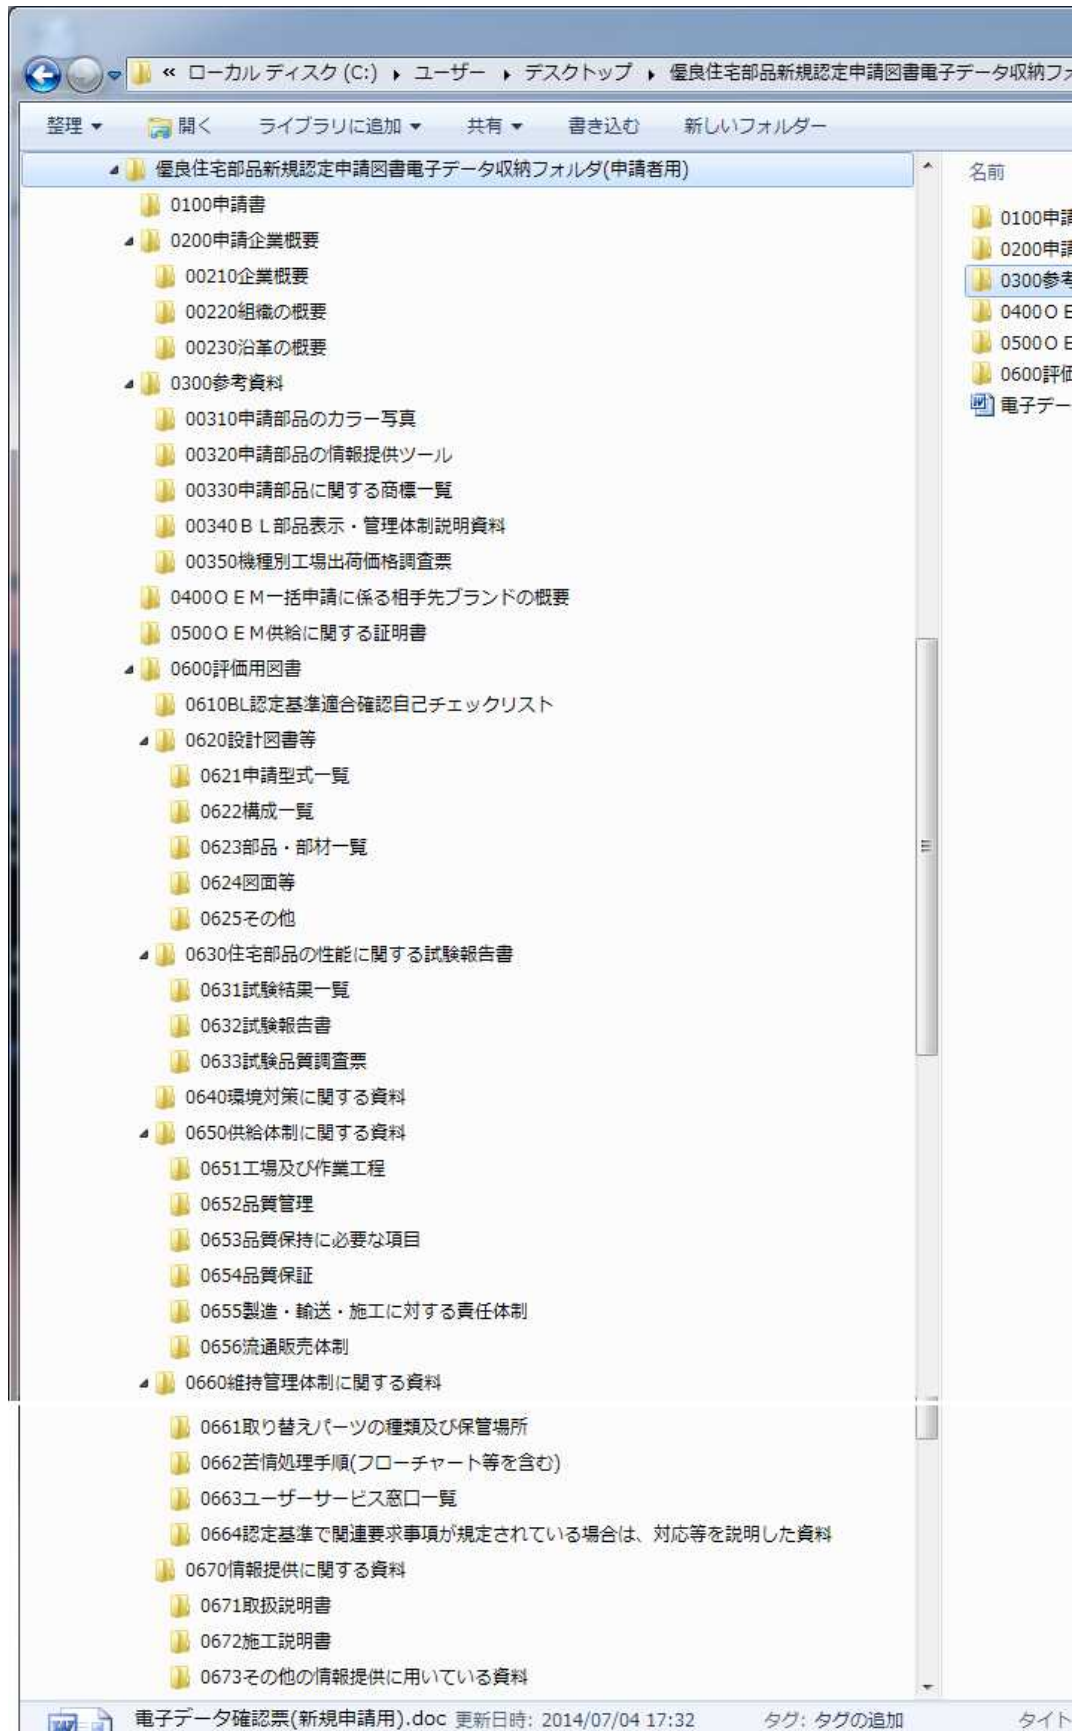 « ローカル ディスク (C:) ▸ ユーザー ▸ デスクトップ ▸ 優良住宅部品新規認定申請図書電子データ収納フ
整理 ▼ 開く ライブラリに追加 ▼ 共有 ▼ 書き込む 新しいフォルダー
優良住宅部品新規認定申請図書電子データ収納フォルダ(申請者用)
0100申請書
0200申請企業概要
00210企業概要
00220組織の概要
00230沿革の概要
0300参考資料
00310申請部品のカラー写真
00320申請部品の情報提供ツール
00330申請部品に関する商標一覧
00340ＢＬ部品表示・管理体制説明資料
00350機種別工場出荷価格調査票
0400ＯＥＭ一括申請に係る相手先ブランドの概要
0500ＯＥＭ供給に関する証明書
0600評価用図書
0610BL認定基準適合確認自己チェックリスト
0620設計図書等
0621申請型式一覧
0622構成一覧
0623部品・部材一覧
0624図面等
0625その他
0630住宅部品の性能に関する試験報告書
0631試験結果一覧
0632試験報告書
0633試験品質調査票
0640環境対策に関する資料
0650供給体制に関する資料
0651工場及び作業工程
0652品質管理
0653品質保持に必要な項目
0654品質保証
0655製造・輸送・施工に対する責任体制
0656流通販売体制
0660維持管理体制に関する資料
0661取り替えパーツの種類及び保管場所
0662苦情処理手順(フローチャート等を含む)
0663ユーザーサービス窓口一覧
0664認定基準で関連要求事項が規定されている場合は、対応等を説明した資料
0670情報提供に関する資料
0671取扱説明書
0672施工説明書
0673その他の情報提供に用いている資料
名前
0100申請
0200申請
0300参考
0400ＯＥ
0500ＯＥ
0600評価
電子デー
電子データ確認票(新規申請用).doc 更新日時: 2014/07/04 17:32 タグ: タグの追加 タイト